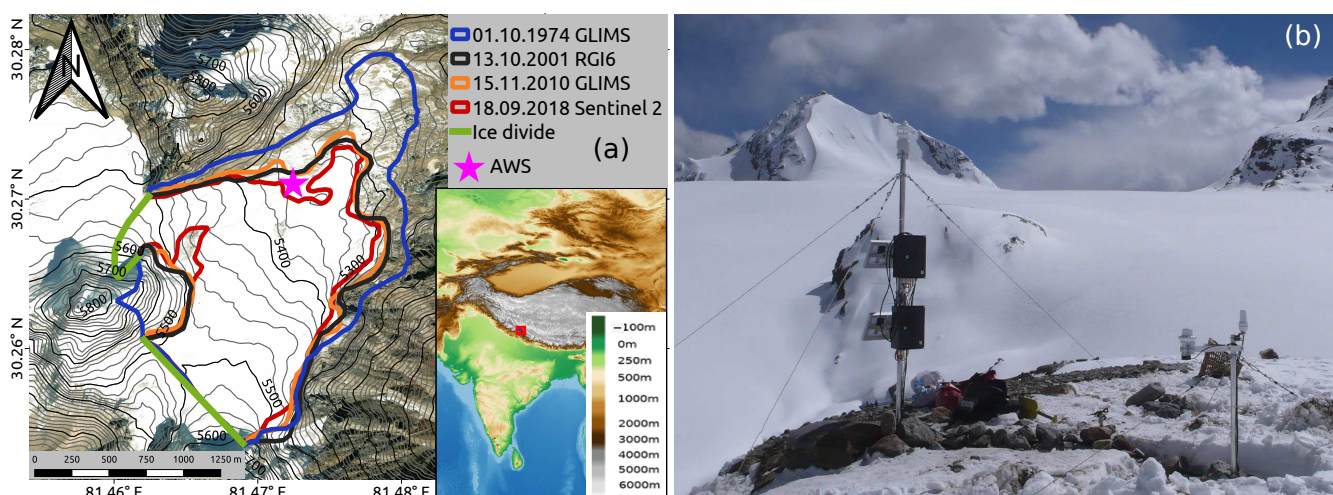 01.10.1974 GLIMS
13.10.2001 RGI6
15.11.2010 GLIMS
18.09.2018 Sentinel 2
Ice divide
AWS
(a)
(b)
N
30.28° N
30.27° N
30.26° N
5700
5800
5600
5400
5300
5600
5700
5800
5500
5500
5600
0 250 500 750 1000 1250 m
81.46° E
81.47° E
81.48° E
−100m
0m
250m
500m
1000m
2000m
3000m
4000m
5000m
6000m